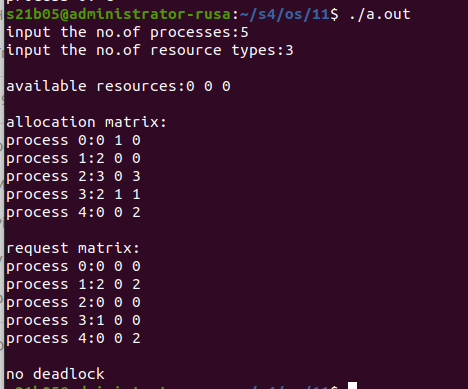 s21b05@administrator-rusa:~/s4/os/11$ ./a.out
input the no.of processes:5
input the no.of resource types:3
available resources:0 0 0
allocation matrix:
process 0:0 1 0
process 1:2 0 0
process 2:3 0 3
process 3:2 1 1
process 4:0 0 2
request matrix:
process 0:0 0 0
process 1:2 0 2
process 2:0 0 0
process 3:1 0 0
process 4:0 0 2
no deadlock